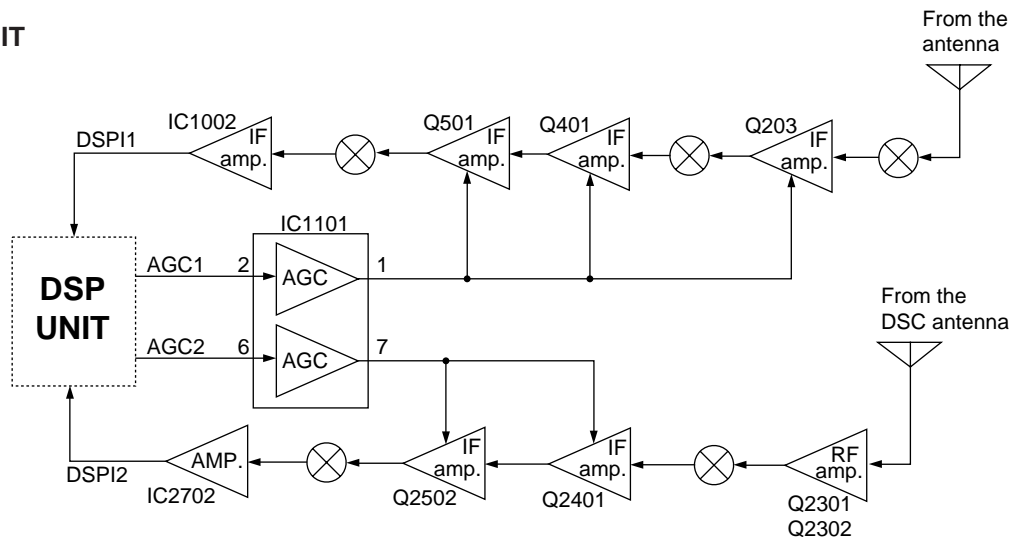 IT
From the
antenna
DSPI1
IC1002
IF
amp.
Q501
IF
amp.
Q401
IF
amp.
Q203
IF
amp.
IC1101
DSP
UNIT
AGC1
2
AGC
1
AGC2
6
AGC
7
From the
DSC antenna
DSPI2
AMP.
IC2702
IF
amp.
Q2502
IF
amp.
Q2401
RF
amp.
Q2301
Q2302